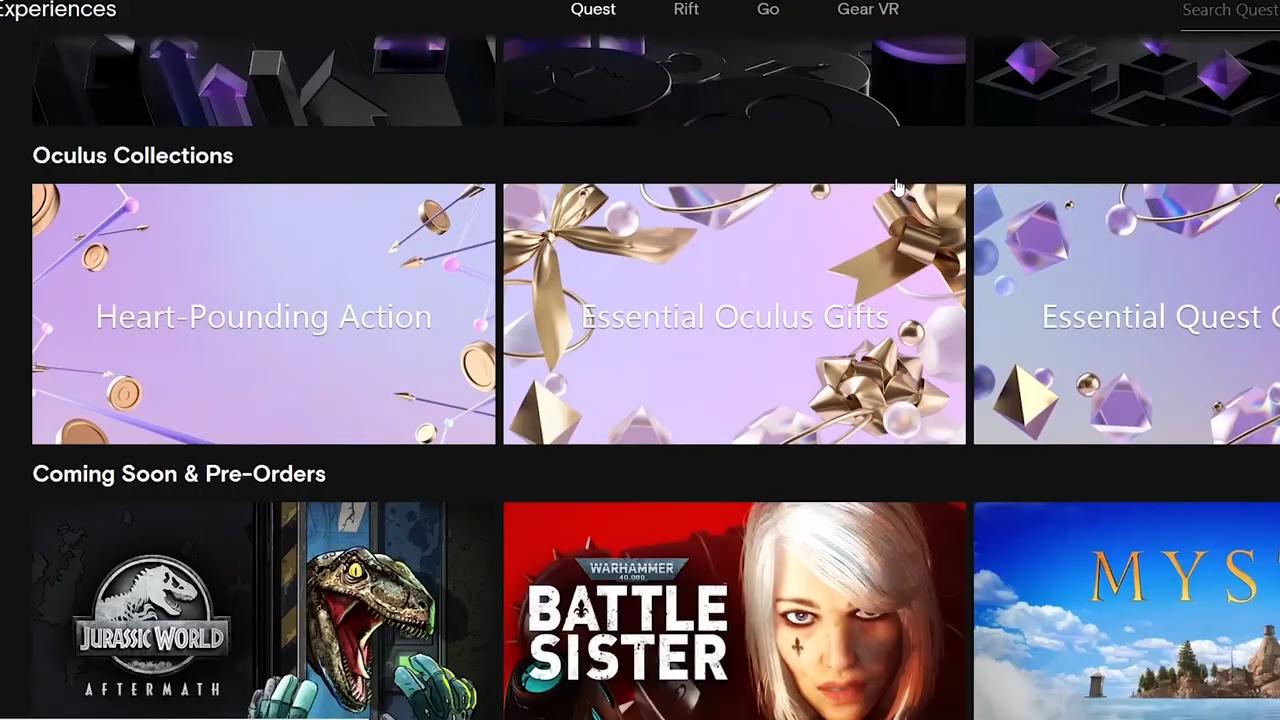 Experiences
Quest
Rift
Go
Gear VR
Search Quest
Oculus Collections
Heart-Pounding Action
Essential Oculus Gifts
Essential Quest
Coming Soon & Pre-Orders
JURASSIC WORLD
AFTERMATH
WARHAMMER
40,000
BATTLE
SISTER
MYS